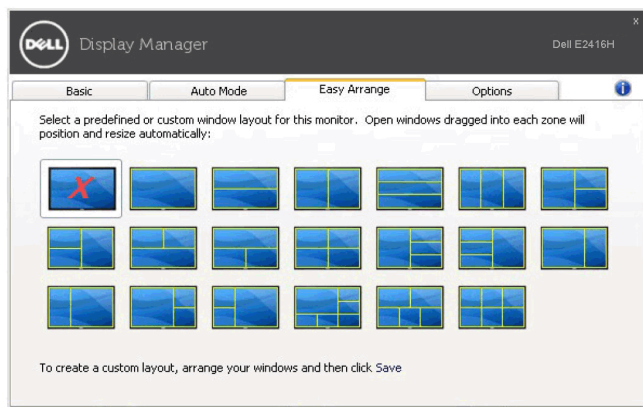 x
DELL Display Manager Dell E2416H
Basic Auto Mode Easy Arrange Options i
Select a predefined or custom window layout for this monitor. Open windows dragged into each zone will
position and resize automatically:
X
To create a custom layout, arrange your windows and then click Save